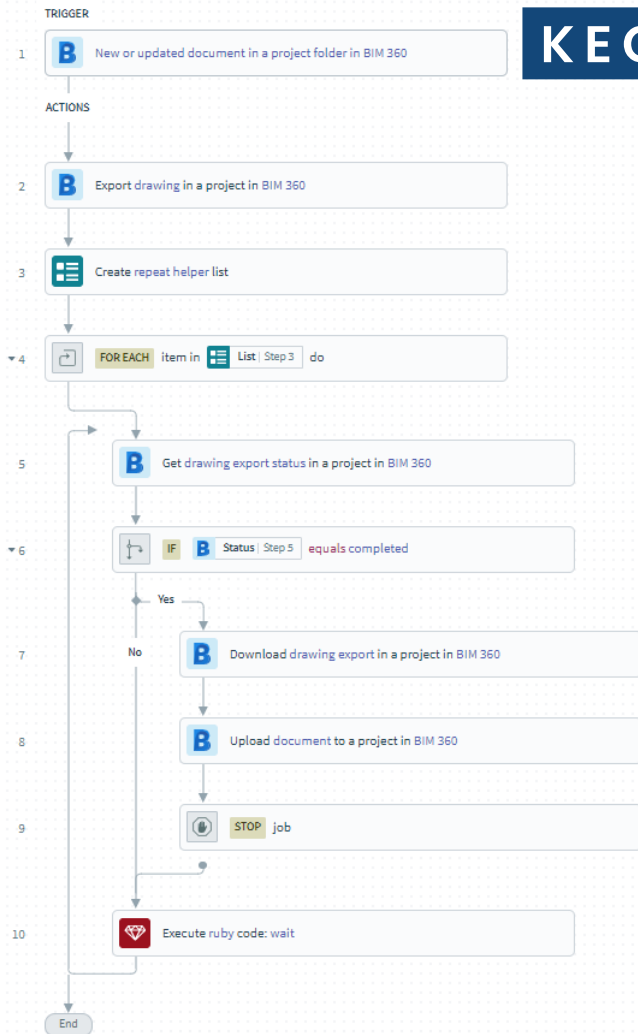 TRIGGER
1 New or updated document in a project folder in BIM 360
ACTIONS
2 Export drawing in a project in BIM 360
3 Create repeat helper list
4 FOR EACH item in List | Step 3 do
5 Get drawing export status in a project in BIM 360
6 IF B Status | Step 5 equals completed
Yes
No
7 Download drawing export in a project in BIM 360
8 Upload document to a project in BIM 360
9 STOP job
10 Execute ruby code: wait
End